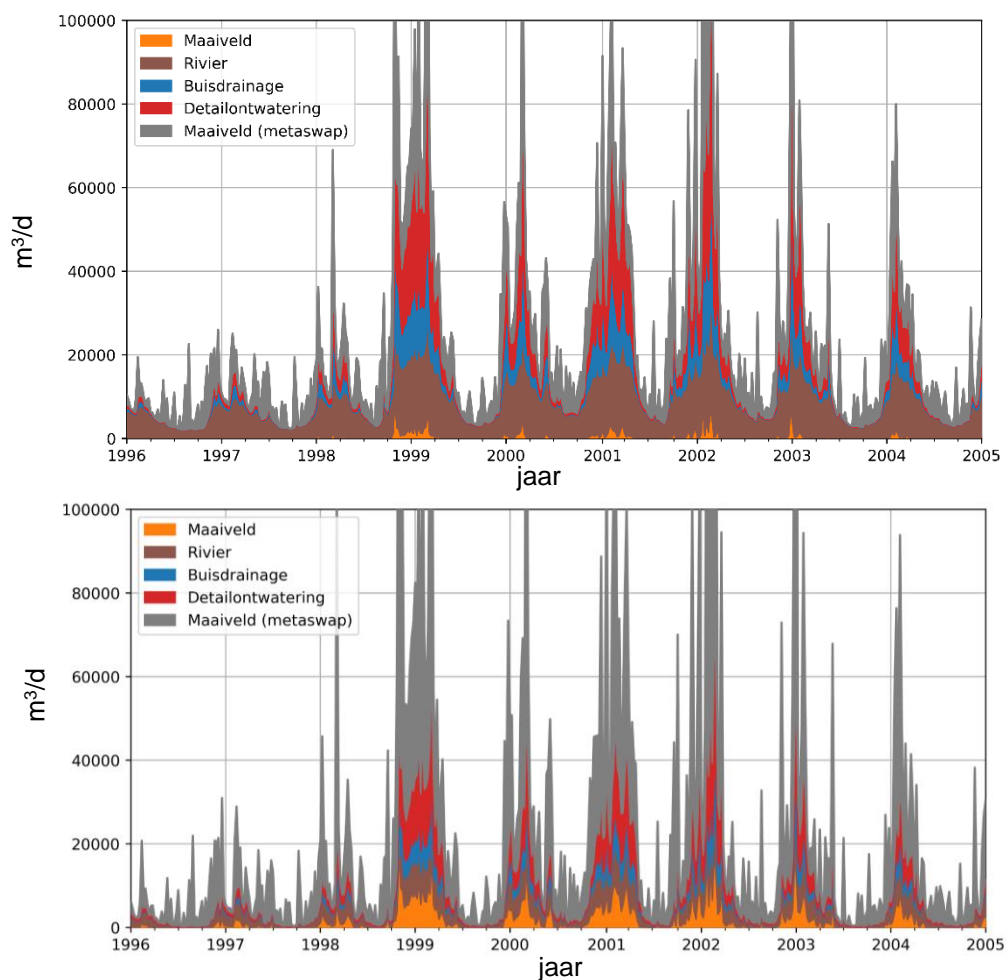 100000
80000
60000
40000
20000
0
m³/d
Maaiveld
Rivier
Buisdrainage
Detailontwatering
Maaiveld (metaswap)
1996 1997 1998 1999 2000 2001 2002 2003 2004 2005
jaar
100000
80000
60000
40000
20000
0
m³/d
Maaiveld
Rivier
Buisdrainage
Detailontwatering
Maaiveld (metaswap)
1996 1997 1998 1999 2000 2001 2002 2003 2004 2005
jaar